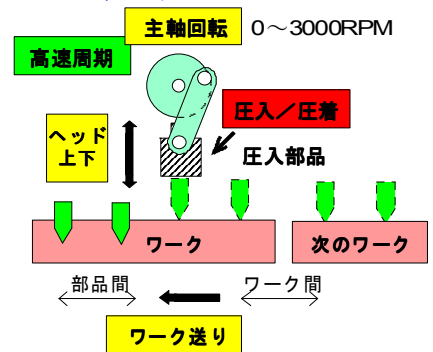 主軸回転 0～3000RPM
高速周期
圧入／圧着
ヘッド
上下
圧入部品
ワーク
次のワーク
部品間
ワーク間
ワーク送り